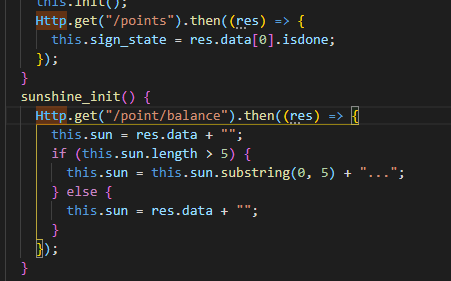 this.init();
Http.get("/points").then((res) => {
this.sign_state = res.data[0].isdone;
});
}
sunshine_init() {
Http.get("/point/balance").then((res) => {
this.sun = res.data + "";
if (this.sun.length > 5) {
this.sun = this.sun.substring(0, 5) + "...";
} else {
this.sun = res.data + "";
}
});
}